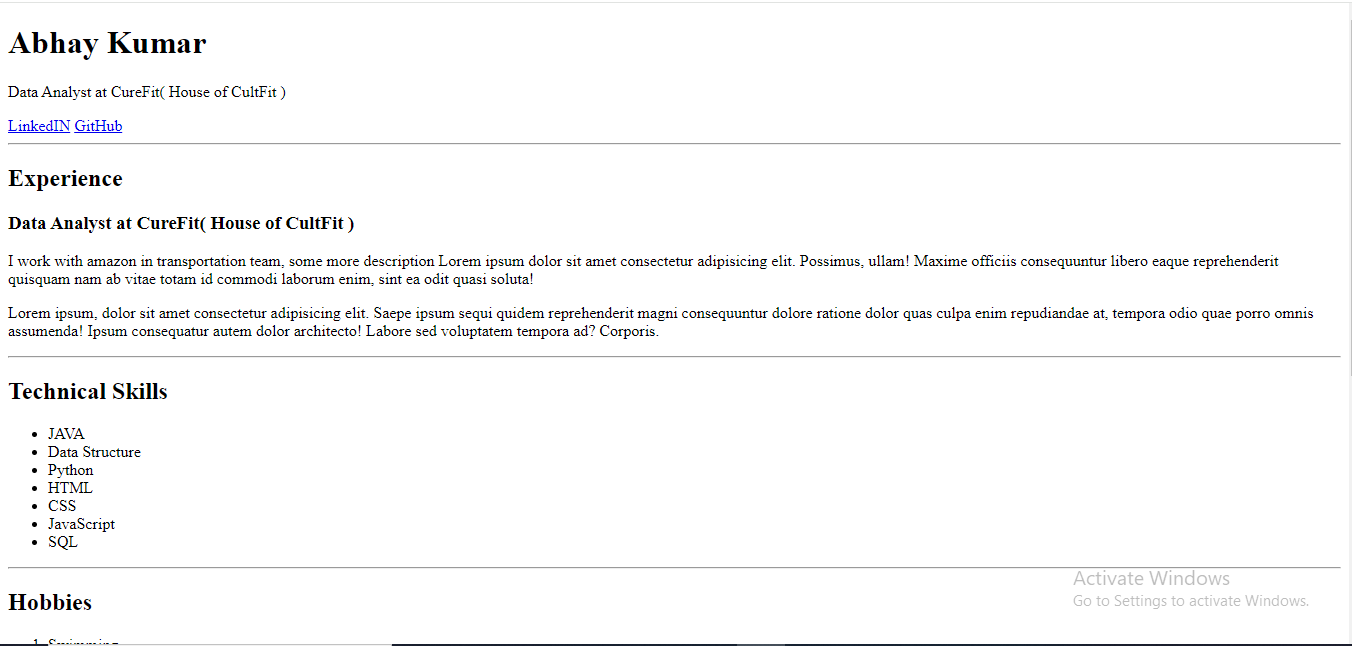 Abhay Kumar
Data Analyst at CureFit( House of CultFit )
LinkedIN GitHub
Experience
Data Analyst at CureFit( House of CultFit )
I work with amazon in transportation team, some more description Lorem ipsum dolor sit amet consectetur adipisicing elit. Possimus, ullam! Maxime officiis consequuntur libero eaque reprehenderit
quisquam nam ab vitae totam id commodi laborum enim, sint ea odit quasi soluta!
Lorem ipsum, dolor sit amet consectetur adipisicing elit. Saepe ipsum sequi quidem reprehenderit magni consequuntur dolore ratione dolor quas culpa enim repudiandae at, tempora odio quae porro omnis
assumenda! Ipsum consequatur autem dolor architecto! Labore sed voluptatem tempora ad? Corporis.
Technical Skills
• JAVA
• Data Structure
• Python
• HTML
• CSS
• JavaScript
• SQL
Hobbies
1. Swimming
Activate Windows
Go to Settings to activate Windows.